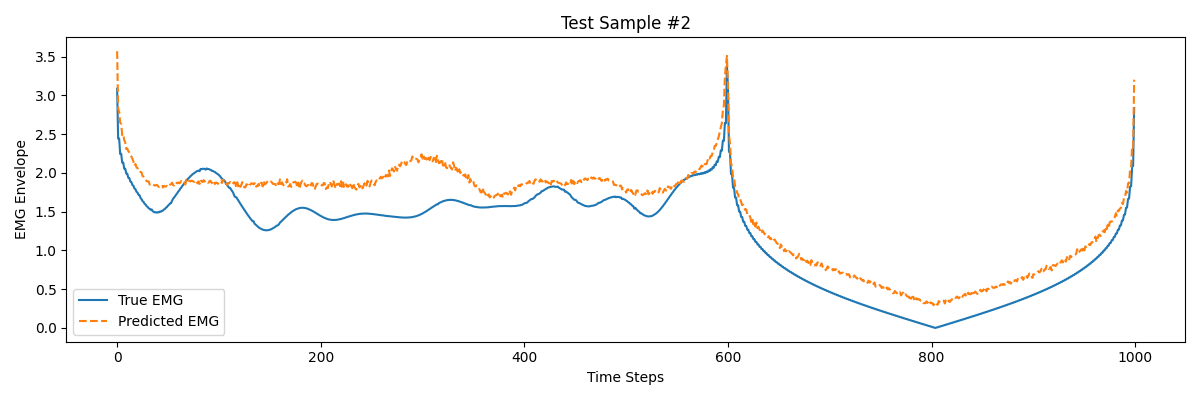 Test Sample #2
EMG Envelope
3.5
3.0
2.5
2.0
1.5
1.0
0.5
0.0
True EMG
Predicted EMG
0 200 400 600 800 1000
Time Steps